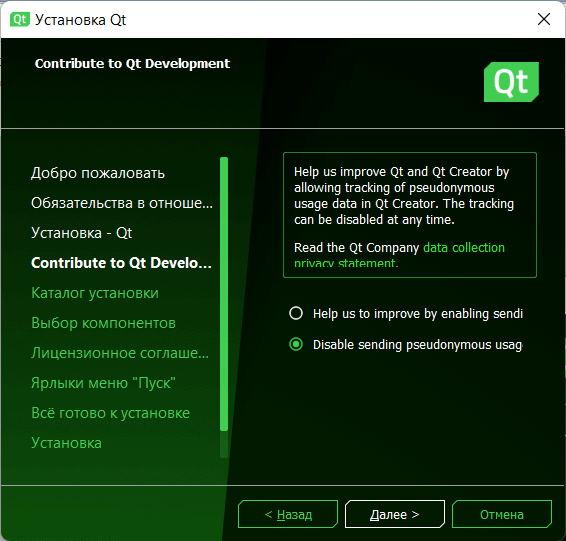 Qt Установка Qt
Contribute to Qt Development
Qt
Добро пожаловать
Обязательства в отноше...
Установка - Qt
Contribute to Qt Develo...
Каталог установки
Выбор компонентов
Лицензионное соглаше...
Ярлыки меню "Пуск"
Всё готово к установке
Установка
Help us improve Qt and Qt Creator by
allowing tracking of pseudonymous
usage data in Qt Creator. The tracking
can be disabled at any time.
Read the Qt Company data collection
privacy statement.
Help us to improve by enabling sendi
Disable sending pseudonymous usag
< Назад
Далее >
Отмена